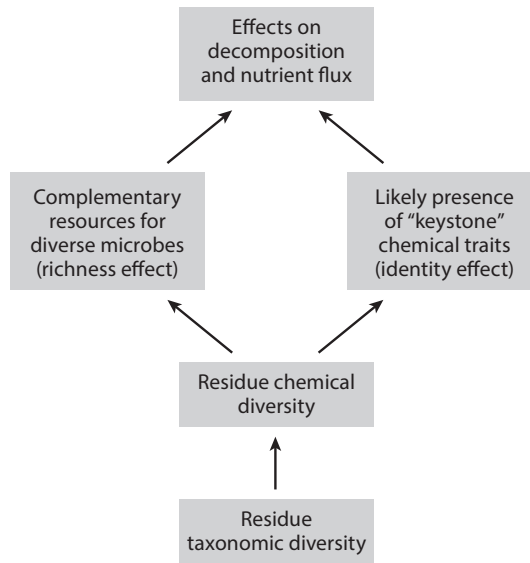 Effects on
decomposition
and nutrient flux
Complementary
resources for
diverse microbes
(richness effect)
Likely presence
of “keystone”
chemical traits
(identity effect)
Residue chemical
diversity
Residue
taxonomic diversity